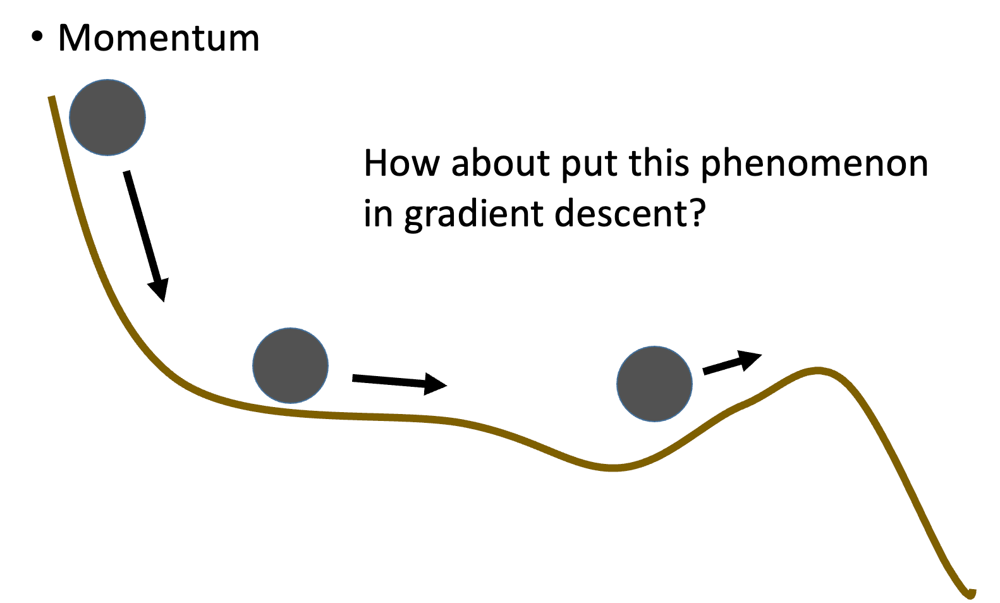 • Momentum
How about put this phenomenon
in gradient descent?